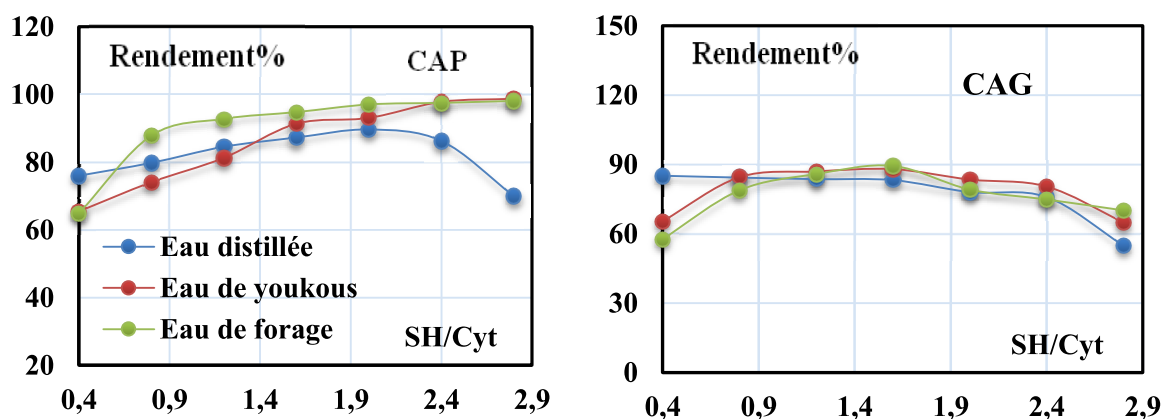 120
100
80
60
40
20
Rendement%
CAP
Eau distillée
Eau de youkous
Eau de forage
SH/Cyt
0,4 0,9 1,4 1,9 2,4 2,9
150
120
90
60
30
0
Rendement%
CAG
SH/Cyt
0,4 0,9 1,4 1,9 2,4 2,9